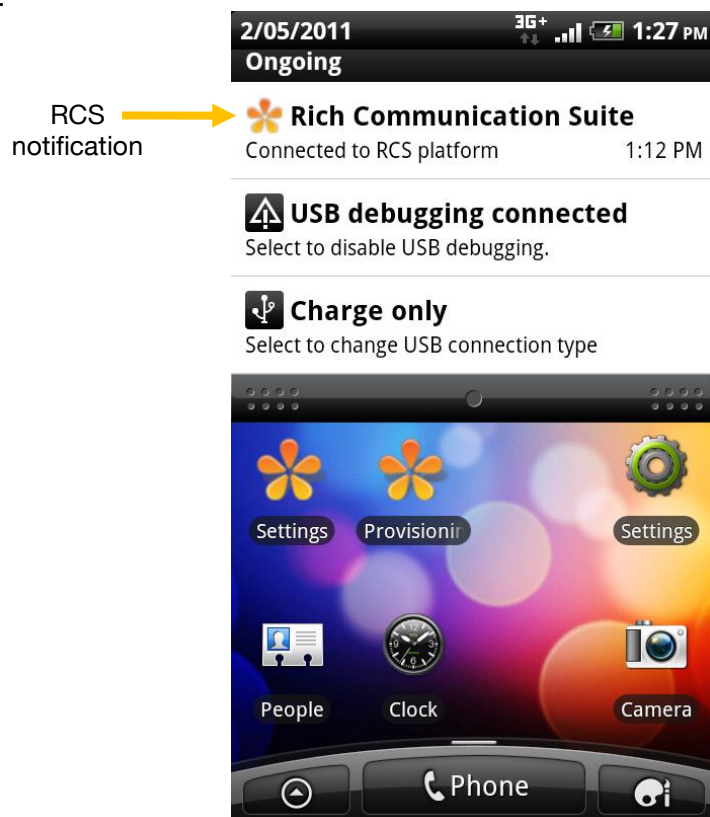 2/05/2011 3G+ 1:27 PM
Ongoing
RCS
notification
Rich Communication Suite
Connected to RCS platform 1:12 PM
USB debugging connected
Select to disable USB debugging.
Charge only
Select to change USB connection type
Settings Provisionin Settings
People Clock Camera
Phone